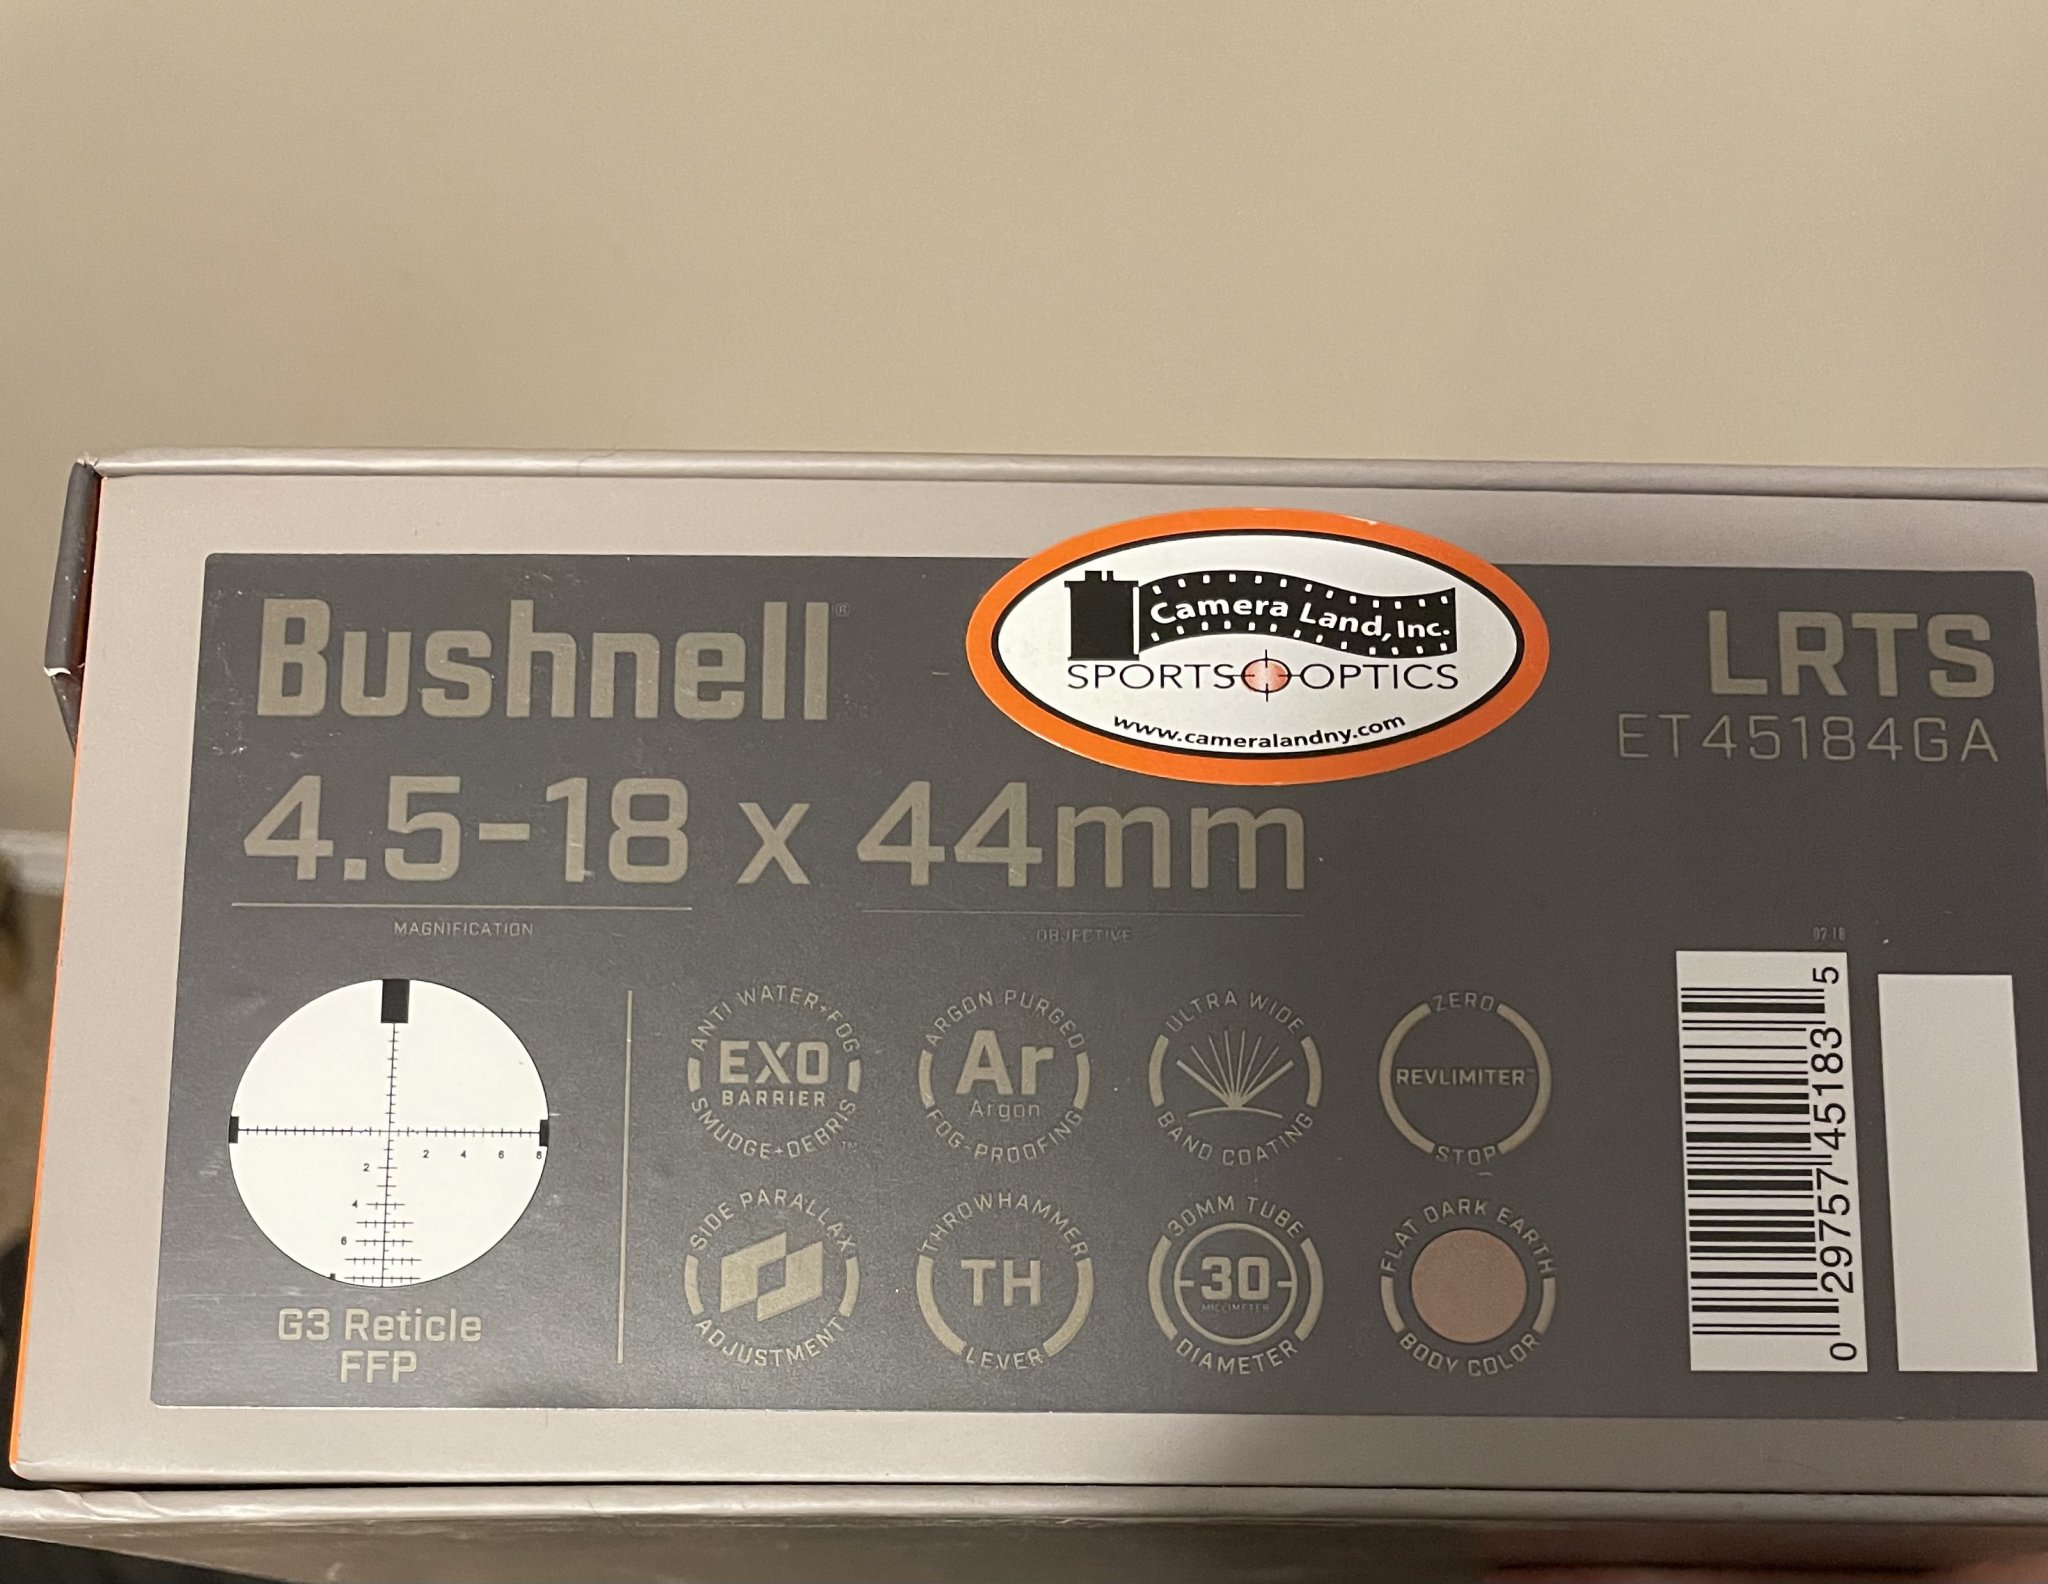 Bushnell®
Camera Land, Inc.
SPORTS OPTICS
www.cameralandny.com
LRTS
ET45184GA
4.5-18 x 44mm
MAGNIFICATION
OBJECTIVE
2 4 6 8
2
4
6
G3 Reticle
FFP
ANTI WATER+FOG
EXO
BARRIER
SMUDGE+DEBRIS™
ARGON PURGED
Ar
Argon
FOG-PROOFING
ULTRA WIDE
BAND COATING
ZERO
REVLIMITER™
STOP
SIDE PARALLAX
ADJUSTMENT
THROWHAMMER
TH
LEVER
30MM TUBE
30
MILLIMETER
DIAMETER
FLAT DARK EARTH
BODY COLOR
02-18
0 29757 45183 5